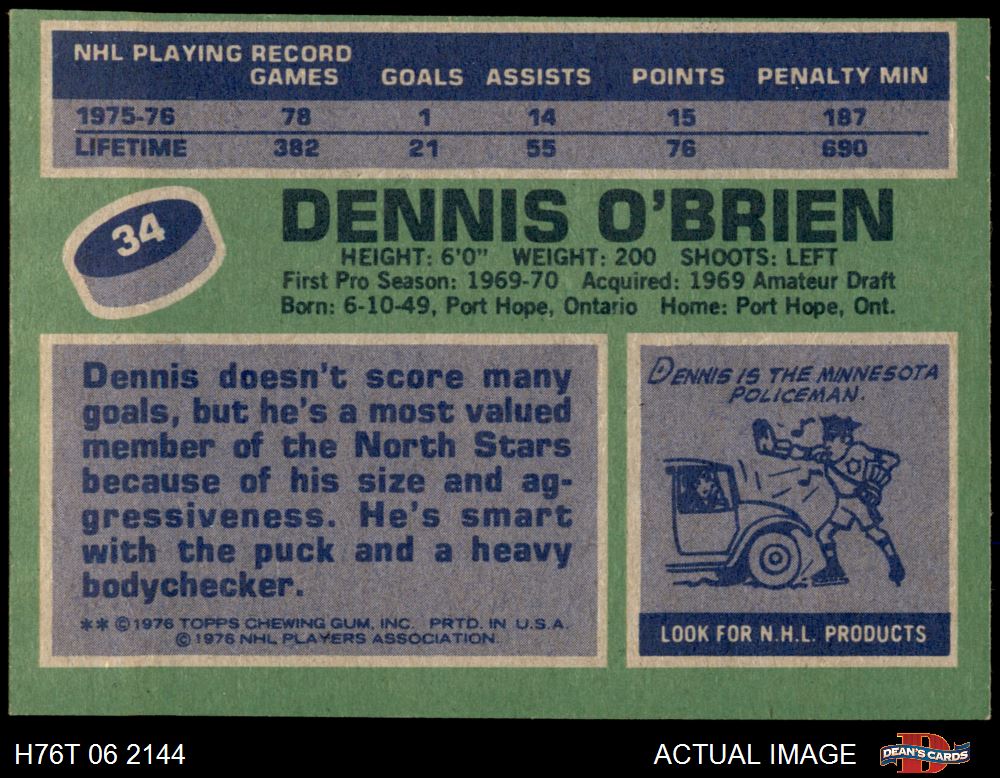 NHL PLAYING RECORD
GAMES GOALS ASSISTS POINTS PENALTY MIN
1975-76 78 1 14 15 187
LIFETIME 382 21 55 76 690
34
DENNIS O'BRIEN
HEIGHT: 6'0" WEIGHT: 200 SHOOTS: LEFT
First Pro Season: 1969-70 Acquired: 1969 Amateur Draft
Born: 6-10-49, Port Hope, Ontario Home: Port Hope, Ont.
Dennis doesn't score many
goals, but he's a most valued
member of the North Stars
because of his size and ag-
gressiveness. He's smart
with the puck and a heavy
bodychecker.
** ©1976 TOPPS CHEWING GUM, INC. PRTD. IN U.S.A.
©1976 NHL PLAYERS ASSOCIATION.
DENNIS IS THE MINNESOTA
POLICEMAN.
LOOK FOR N.H.L. PRODUCTS
H76T 06 2144
ACTUAL IMAGE
DEAN'S CARDS